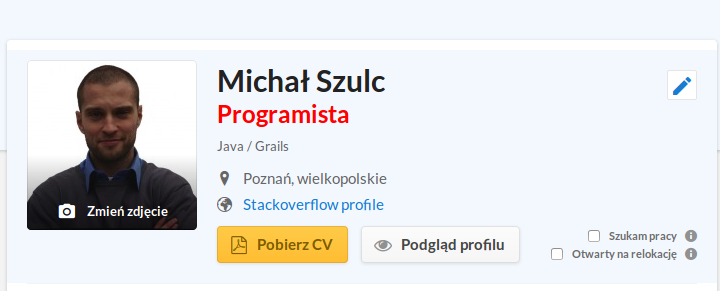 Michał Szulc
Programista
Java / Grails
Poznań, wielkopolskie
Stackoverflow profile
Zmień zdjęcie
Pobierz CV
Podgląd profilu
Szukam pracy
Otwarty na relokację